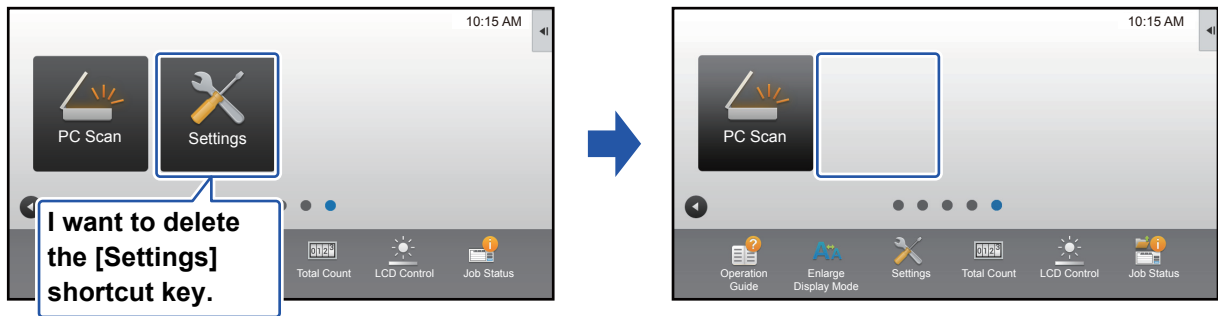 10:15 AM
PC Scan
Settings
I want to delete
the [Settings]
shortcut key.
Total Count
LCD Control
Job Status
10:15 AM
PC Scan
Operation
Guide
Enlarge
Display Mode
Settings
Total Count
LCD Control
Job Status